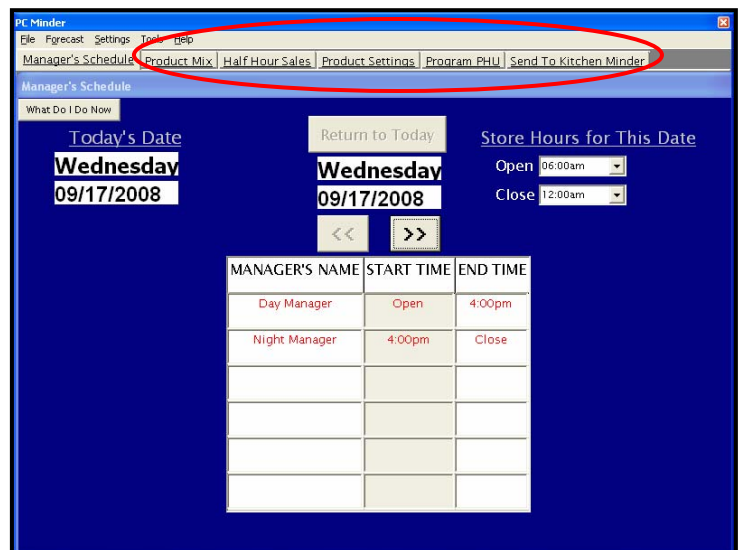 PC Minder
File Forecast Settings Tools Help
Manager's Schedule Product Mix Half Hour Sales Product Settings Program PHU Send To Kitchen Minder
Manager's Schedule
What Do I Do Now
Today's Date Return to Today Store Hours for This Date
Wednesday Wednesday Open 06:00am
09/17/2008 09/17/2008 Close 12:00am
<< >>
MANAGER'S NAME START TIME END TIME
Day Manager Open 4:00pm
Night Manager 4:00pm Close